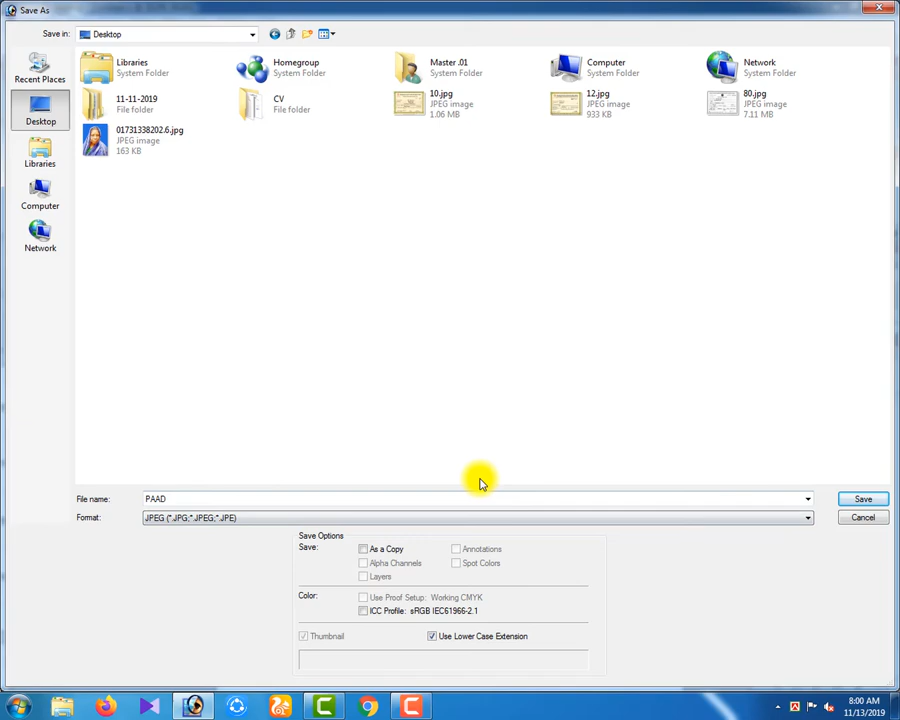 Save As
Save in: Desktop
Recent Places
Desktop
Libraries
Computer
Network
Libraries
System Folder
Homegroup
System Folder
Master .01
System Folder
Computer
System Folder
Network
System Folder
11-11-2019
File folder
CV
File folder
10.jpg
JPEG image
1.06 MB
12.jpg
JPEG image
933 KB
80.jpg
JPEG image
7.11 MB
01731338202.6.jpg
JPEG image
163 KB
File name: PAAD
Save
Format: JPEG (*.JPG;*.JPEG;*.JPE)
Cancel
Save Options
Save: As a Copy Annotations
Alpha Channels Spot Colors
Layers
Color: Use Proof Setup: Working CMYK
ICC Profile: sRGB IEC61966-2.1
Thumbnail Use Lower Case Extension
8:00 AM
11/13/2019